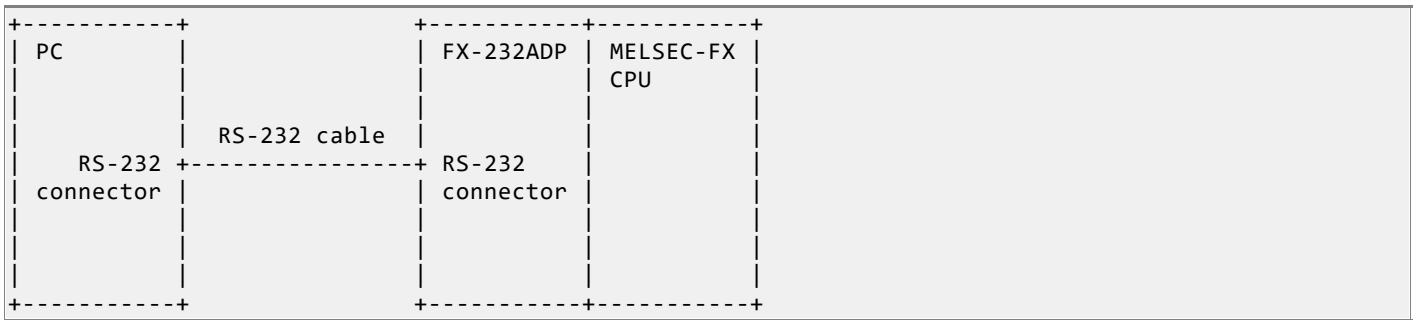 PC FX-232ADP MELSEC-FX
CPU
RS-232 cable
RS-232 RS-232
connector connector